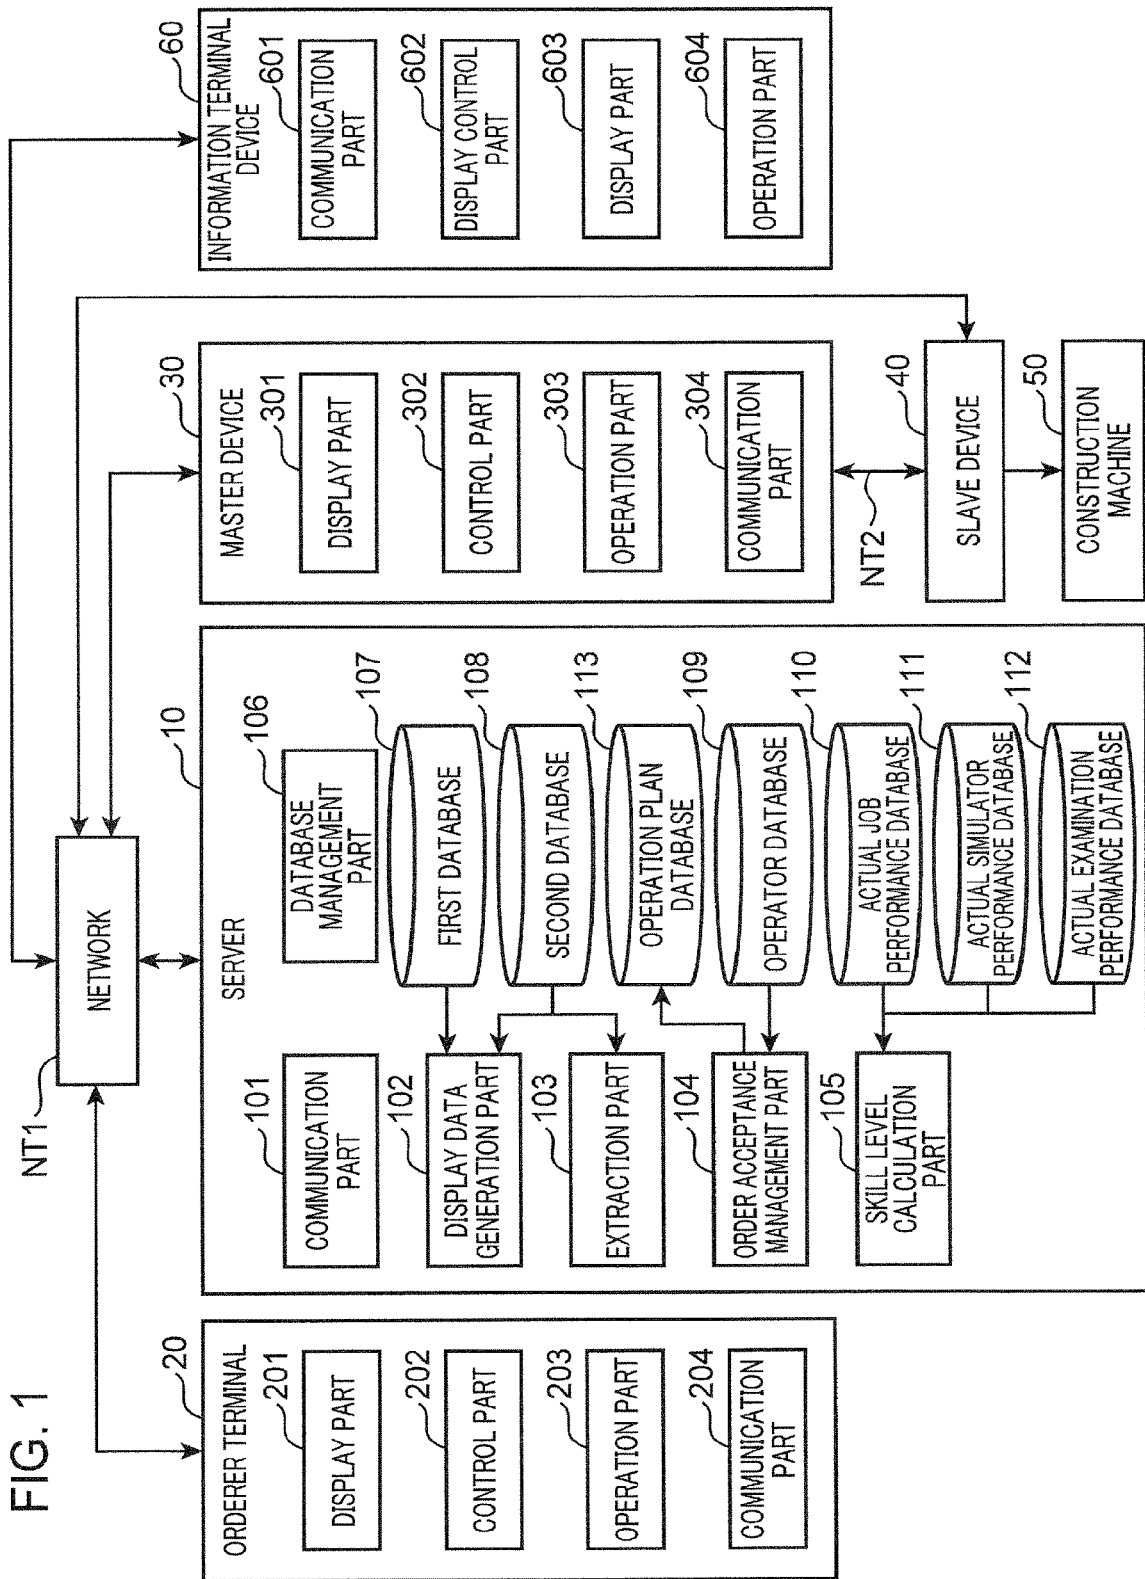 FIG. 1
NT1
NETWORK
20
ORDERER TERMINAL
201
DISPLAY PART
202
CONTROL PART
203
OPERATION PART
204
COMMUNICATION
PART
10
SERVER
101
COMMUNICATION
PART
102
DISPLAY DATA
GENERATION PART
103
EXTRACTION PART
104
ORDER ACCEPTANCE
MANAGEMENT PART
105
SKILL LEVEL
CALCULATION
PART
106
DATABASE
MANAGEMENT
PART
107
FIRST DATABASE
108
SECOND DATABASE
113
OPERATION PLAN
DATABASE
109
OPERATOR DATABASE
110
ACTUAL JOB
PERFORMANCE DATABASE
111
ACTUAL SIMULATOR
PERFORMANCE DATABASE
112
ACTUAL EXAMINATION
PERFORMANCE DATABASE
30
MASTER DEVICE
301
DISPLAY PART
302
CONTROL PART
303
OPERATION PART
304
COMMUNICATION
PART
NT2
40
SLAVE DEVICE
50
CONSTRUCTION
MACHINE
60
INFORMATION TERMINAL
DEVICE
601
COMMUNICATION
PART
602
DISPLAY CONTROL
PART
603
DISPLAY PART
604
OPERATION PART